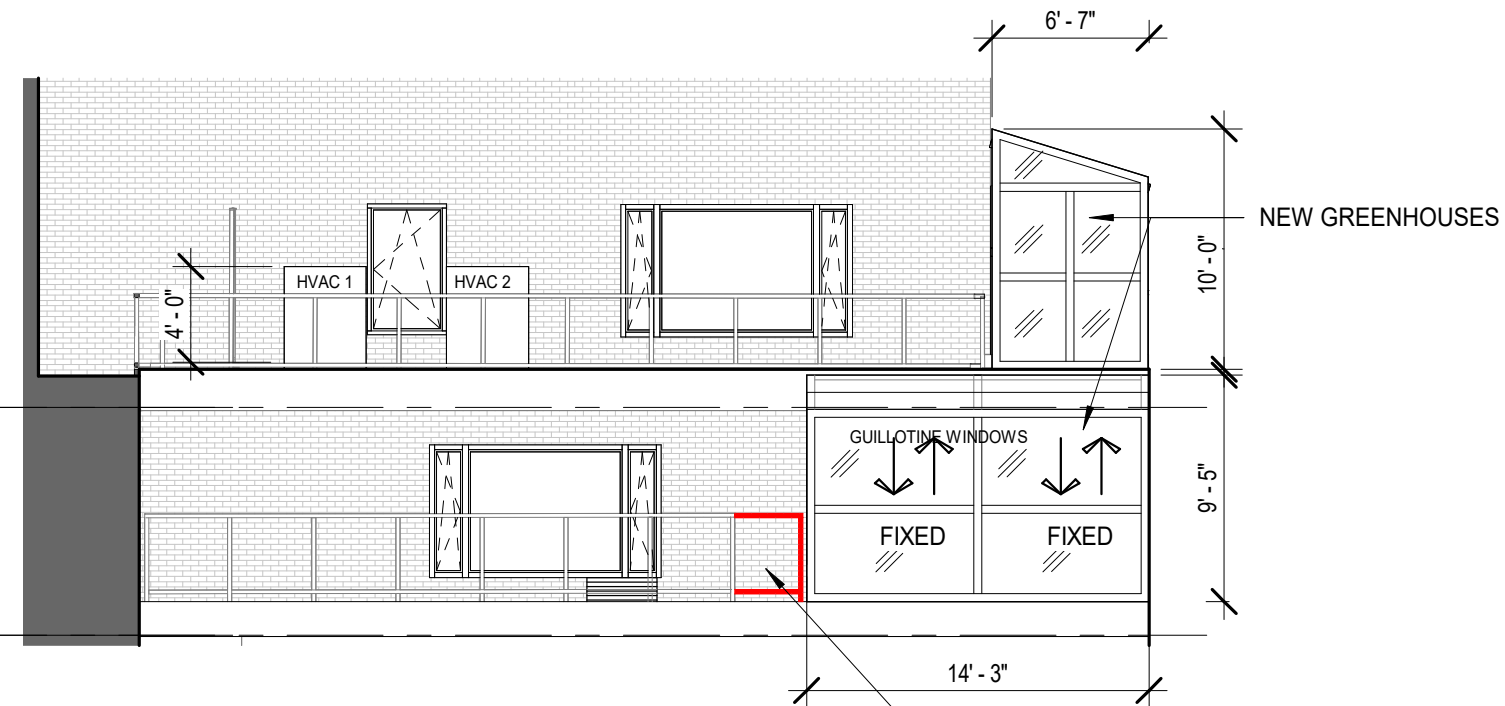 6' - 7"
NEW GREENHOUSES
10' - 0"
HVAC 1
HVAC 2
4' - 0"
GUILLOTINE WINDOWS
9' - 5"
FIXED
FIXED
14' - 3"